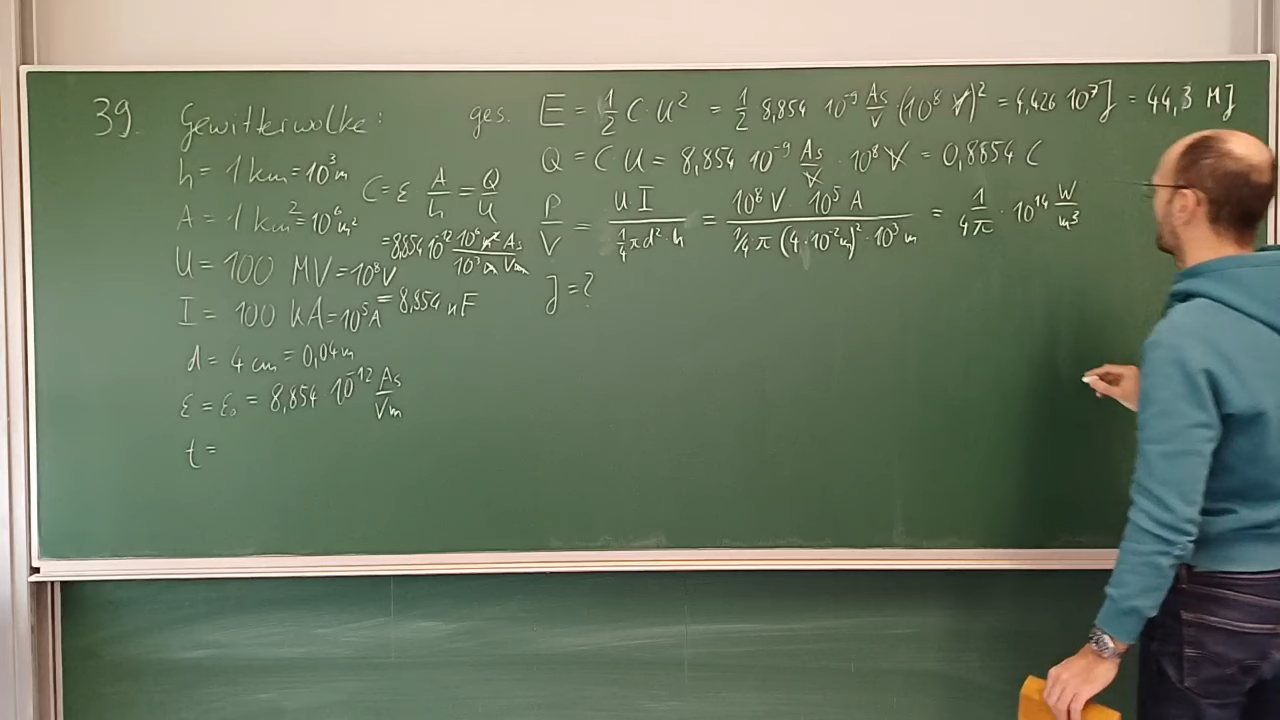 39. Gewitterwolke:
h = 1 km = 10³ m
A = 1 km² = 10⁶ m²
U = 100 MV = 10⁸ V
I = 100 kA = 10⁵ A
d = 4 cm = 0,04 m
ε = ε₀ = 8,854 · 10⁻¹² As/Vm
t =
C = ε A/h = Q/U
= 8,854 10⁻¹² 10⁶ m² As / 10³ m Vm
= 8,854 nF
ges. E = 1/2 C · U² = 1/2 8,854 10⁻⁹ As/V · (10⁸ V)² = 4,426 10⁷ J = 44,3 MJ
Q = C · U = 8,854 10⁻⁹ As/V · 10⁸ V = 0,8854 C
P/V = U · I / (1/4 π d² · h) = 10⁸ V · 10⁵ A / (1/4 π (4 · 10⁻² m)² · 10³ m) = 1/4π · 10¹⁴ W/m³
J = ?